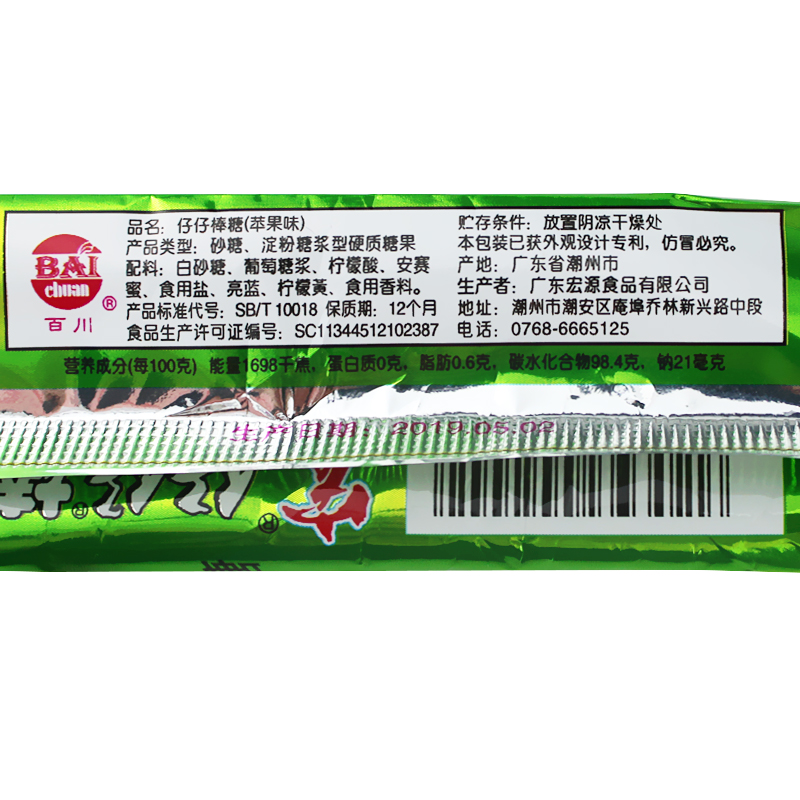 BAI
chuan
®
百川
品名：仔仔棒糖(苹果味)
产品类型：砂糖、淀粉糖浆型硬质糖果
配料：白砂糖、葡萄糖浆、柠檬酸、安赛
蜜、食用盐、亮蓝、柠檬黄、食用香料。
产品标准代号：SB/T 10018 保质期：12个月
食品生产许可证编号：SC11344512102387
贮存条件：放置阴凉干燥处
本包装已获外观设计专利，仿冒必究。
产地：广东省潮州市
生产者：广东宏源食品有限公司
地址：潮州市潮安区庵埠乔林新兴路中段
电话：0768-6665125
营养成分(每100克) 能量1698千焦，蛋白质0克，脂肪0.6克，碳水化合物98.4克，钠21毫克
生产日期：2019.05.02